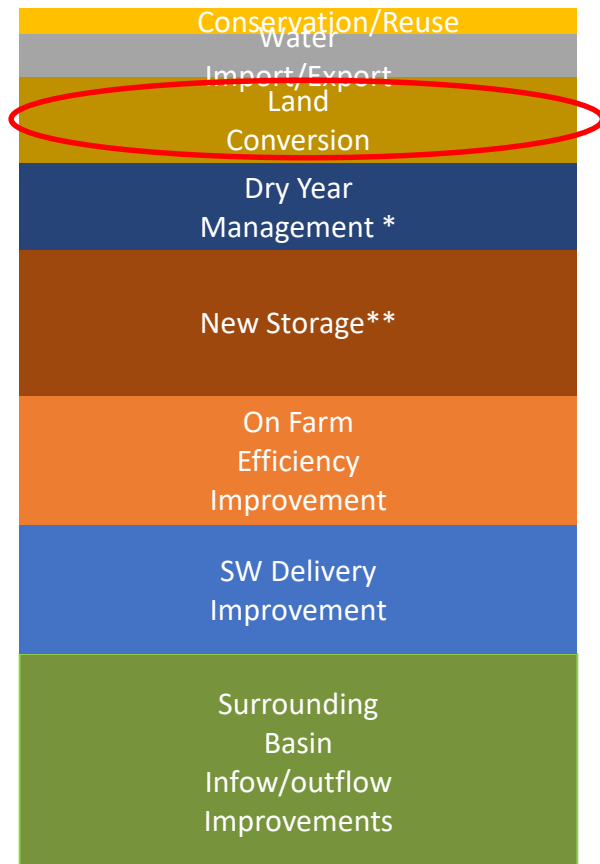 Conservation/Reuse
Water
Import/Export
Land
Conversion
Dry Year
Management *
New Storage**
On Farm
Efficiency
Improvement
SW Delivery
Improvement
Surrounding
Basin
Infow/outflow
Improvements